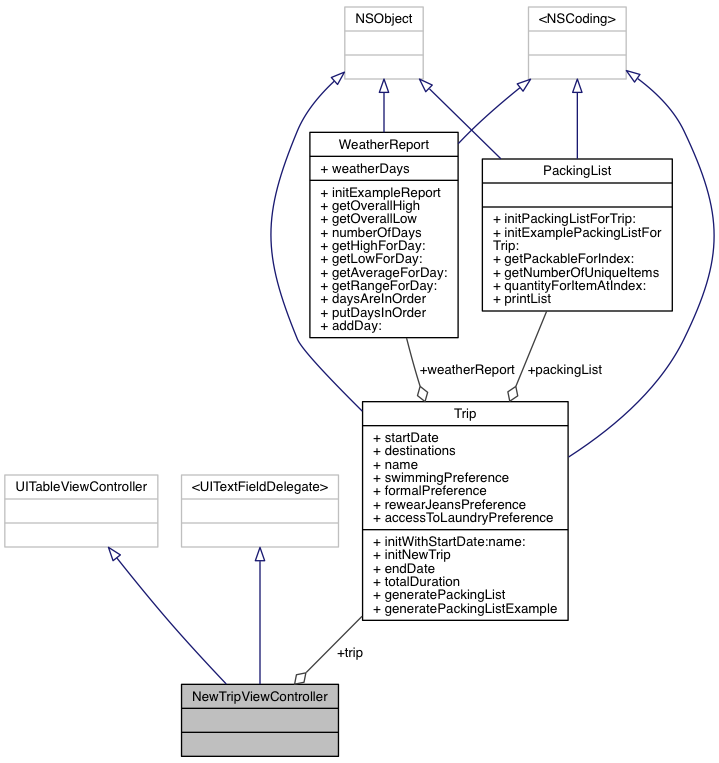 NSObject
<NSCoding>
WeatherReport
+ weatherDays
+ initExampleReport
+ getOverallHigh
+ getOverallLow
+ numberOfDays
+ getHighForDay:
+ getLowForDay:
+ getAverageForDay:
+ getRangeForDay:
+ daysAreInOrder
+ putDaysInOrder
+ addDay:
PackingList
+ initPackingListForTrip:
+ initExamplePackingListFor
Trip:
+ getPackableForIndex:
+ getNumberOfUniqueItems
+ quantityForItemAtIndex:
+ printList
+weatherReport
+packingList
Trip
+ startDate
+ destinations
+ name
+ swimmingPreference
+ formalPreference
+ rewearJeansPreference
+ accessToLaundryPreference
+ initWithStartDate:name:
+ initNewTrip
+ endDate
+ totalDuration
+ generatePackingList
+ generatePackingListExample
UITableViewController
<UITextFieldDelegate>
+trip
NewTripViewController